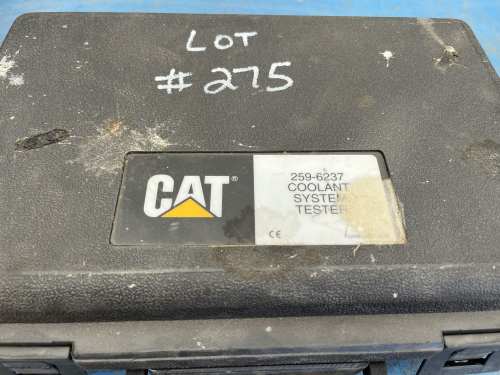 LOT
#275
CAT®
259-6237
COOLANT
SYSTEM
TESTER
CE